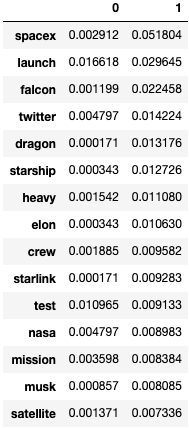 0 1
spacex 0.002912 0.051804
launch 0.016618 0.029645
falcon 0.001199 0.022458
twitter 0.004797 0.014224
dragon 0.000171 0.013176
starship 0.000343 0.012726
heavy 0.001542 0.011080
elon 0.000343 0.010630
crew 0.001885 0.009582
starlink 0.000171 0.009283
test 0.010965 0.009133
nasa 0.004797 0.008983
mission 0.003598 0.008384
musk 0.000857 0.008085
satellite 0.001371 0.007336